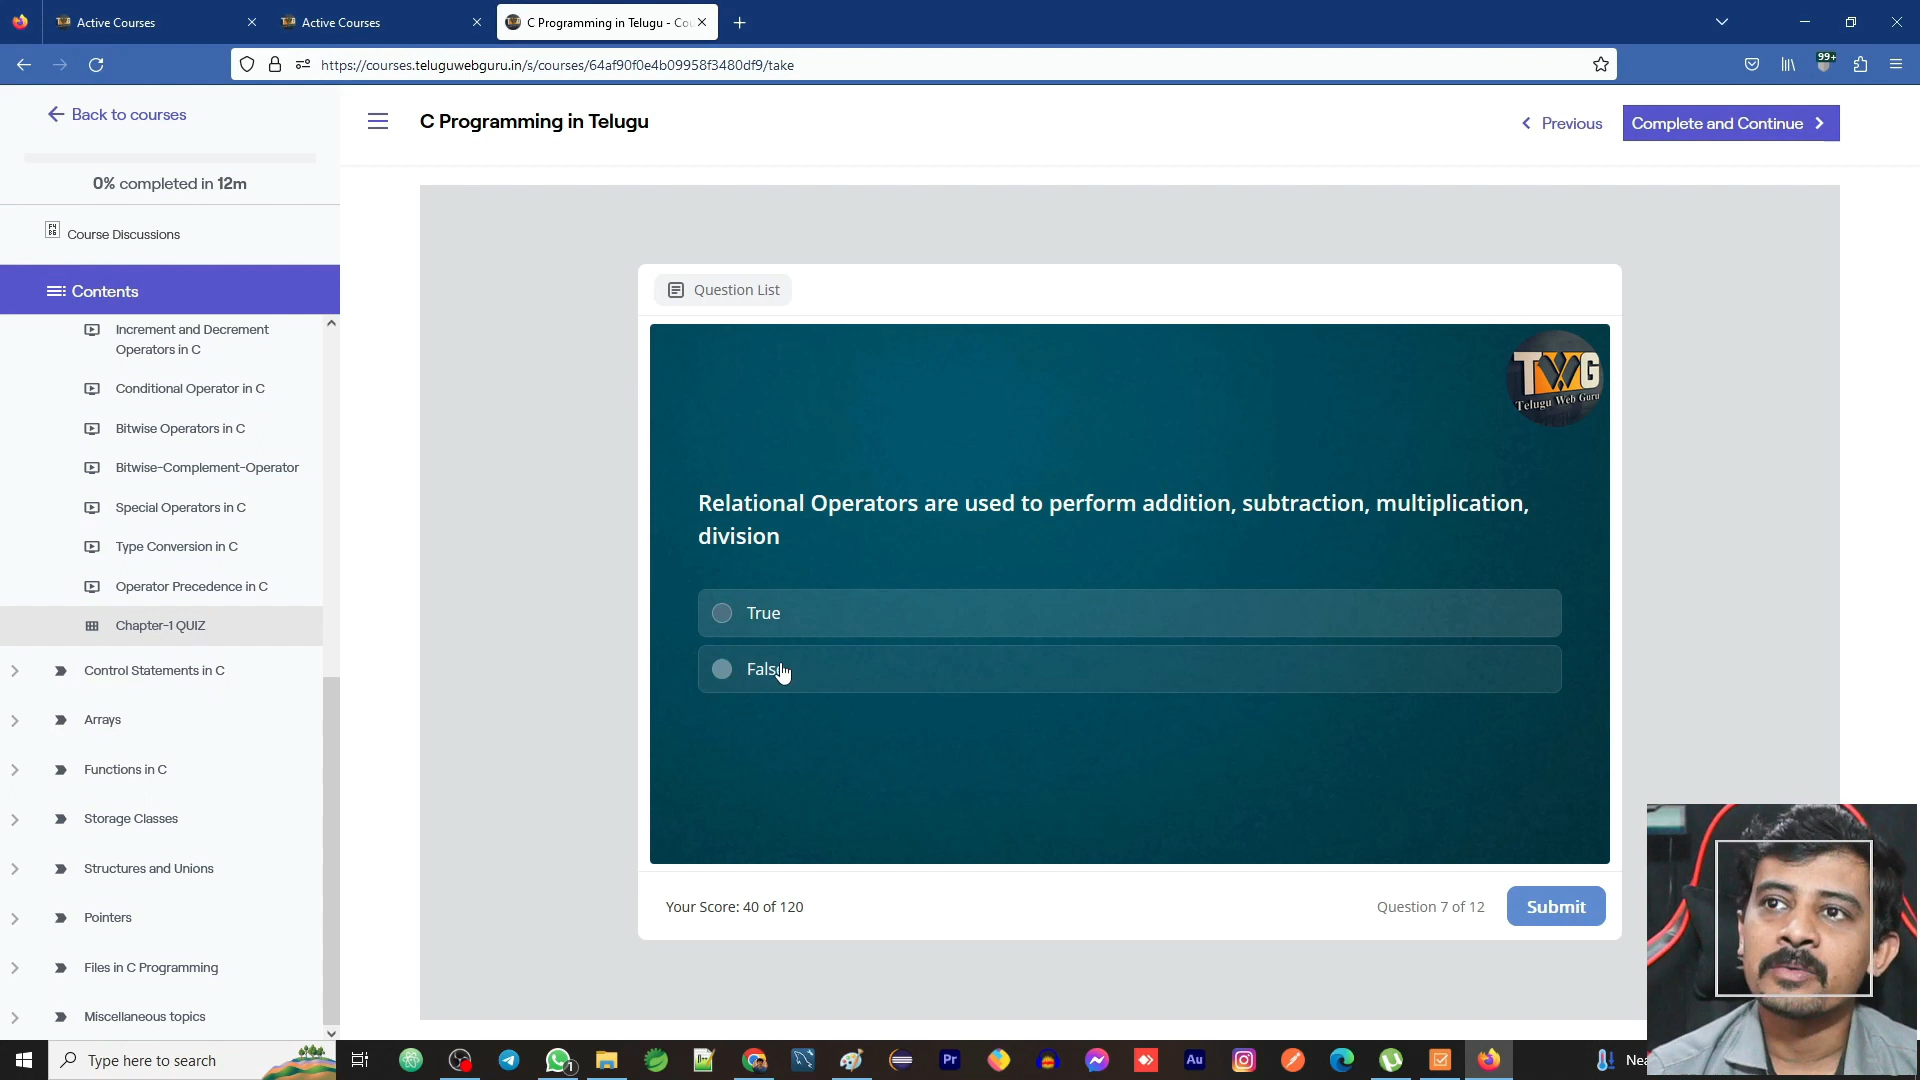 Active Courses
Active Courses
C Programming in Telugu - Co
https://courses.teluguwebguru.in/s/courses/64af90f0e4b09958f3480df9/take
99+
Back to courses
0% completed in 12m
Course Discussions
Contents
Increment and Decrement
Operators in C
Conditional Operator in C
Bitwise Operators in C
Bitwise-Complement-Operator
Special Operators in C
Type Conversion in C
Operator Precedence in C
Chapter-1 QUIZ
Control Statements in C
Arrays
Functions in C
Storage Classes
Structures and Unions
Pointers
Files in C Programming
Miscellaneous topics
C Programming in Telugu
Previous
Complete and Continue
Question List
TWG
Telugu Web Guru
Relational Operators are used to perform addition, subtraction, multiplication,
division
True
False
Your Score: 40 of 120
Question 7 of 12
Submit
Type here to search
1
Pr
Au